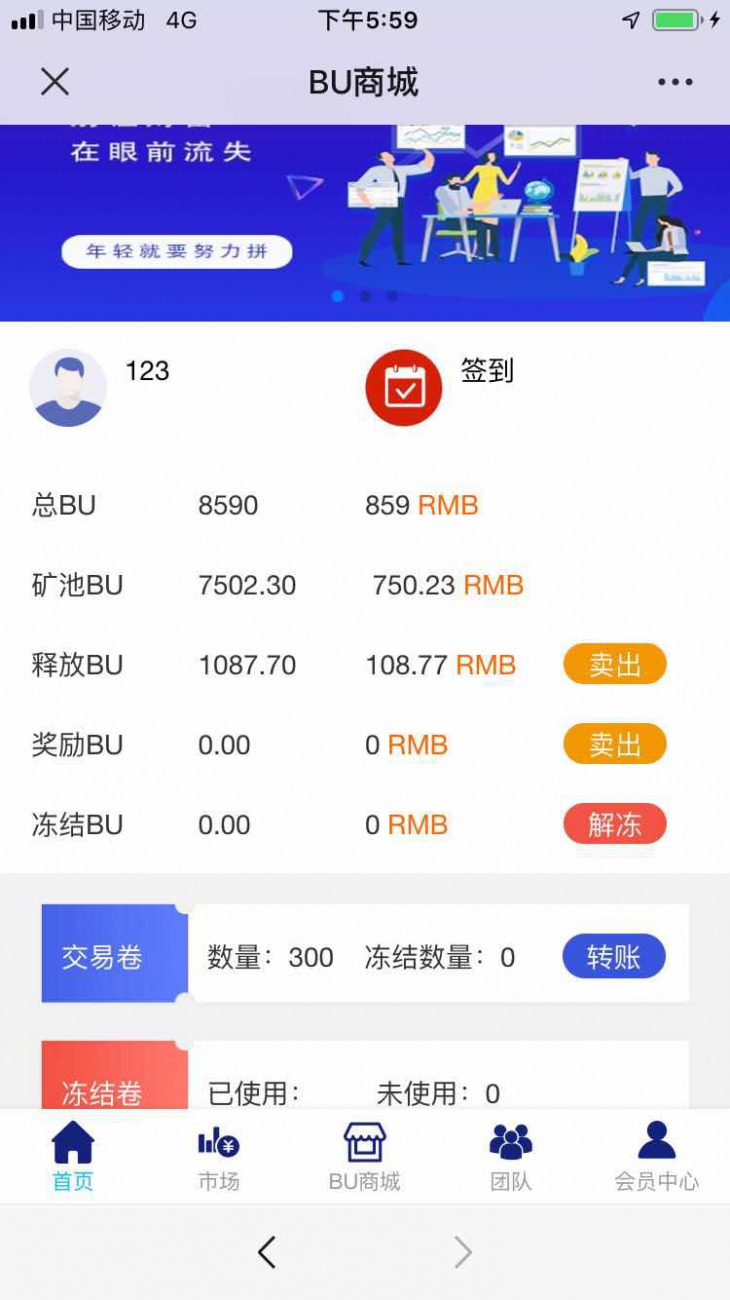 中国移动 4G 下午5:59
BU商城
在眼前流失
年轻就要努力拼
123 签到
总BU 8590 859 RMB
矿池BU 7502.30 750.23 RMB
释放BU 1087.70 108.77 RMB 卖出
奖励BU 0.00 0 RMB 卖出
冻结BU 0.00 0 RMB 解冻
交易卷 数量：300 冻结数量：0 转账
冻结卷 已使用： 未使用：0
首页 市场 BU商城 团队 会员中心